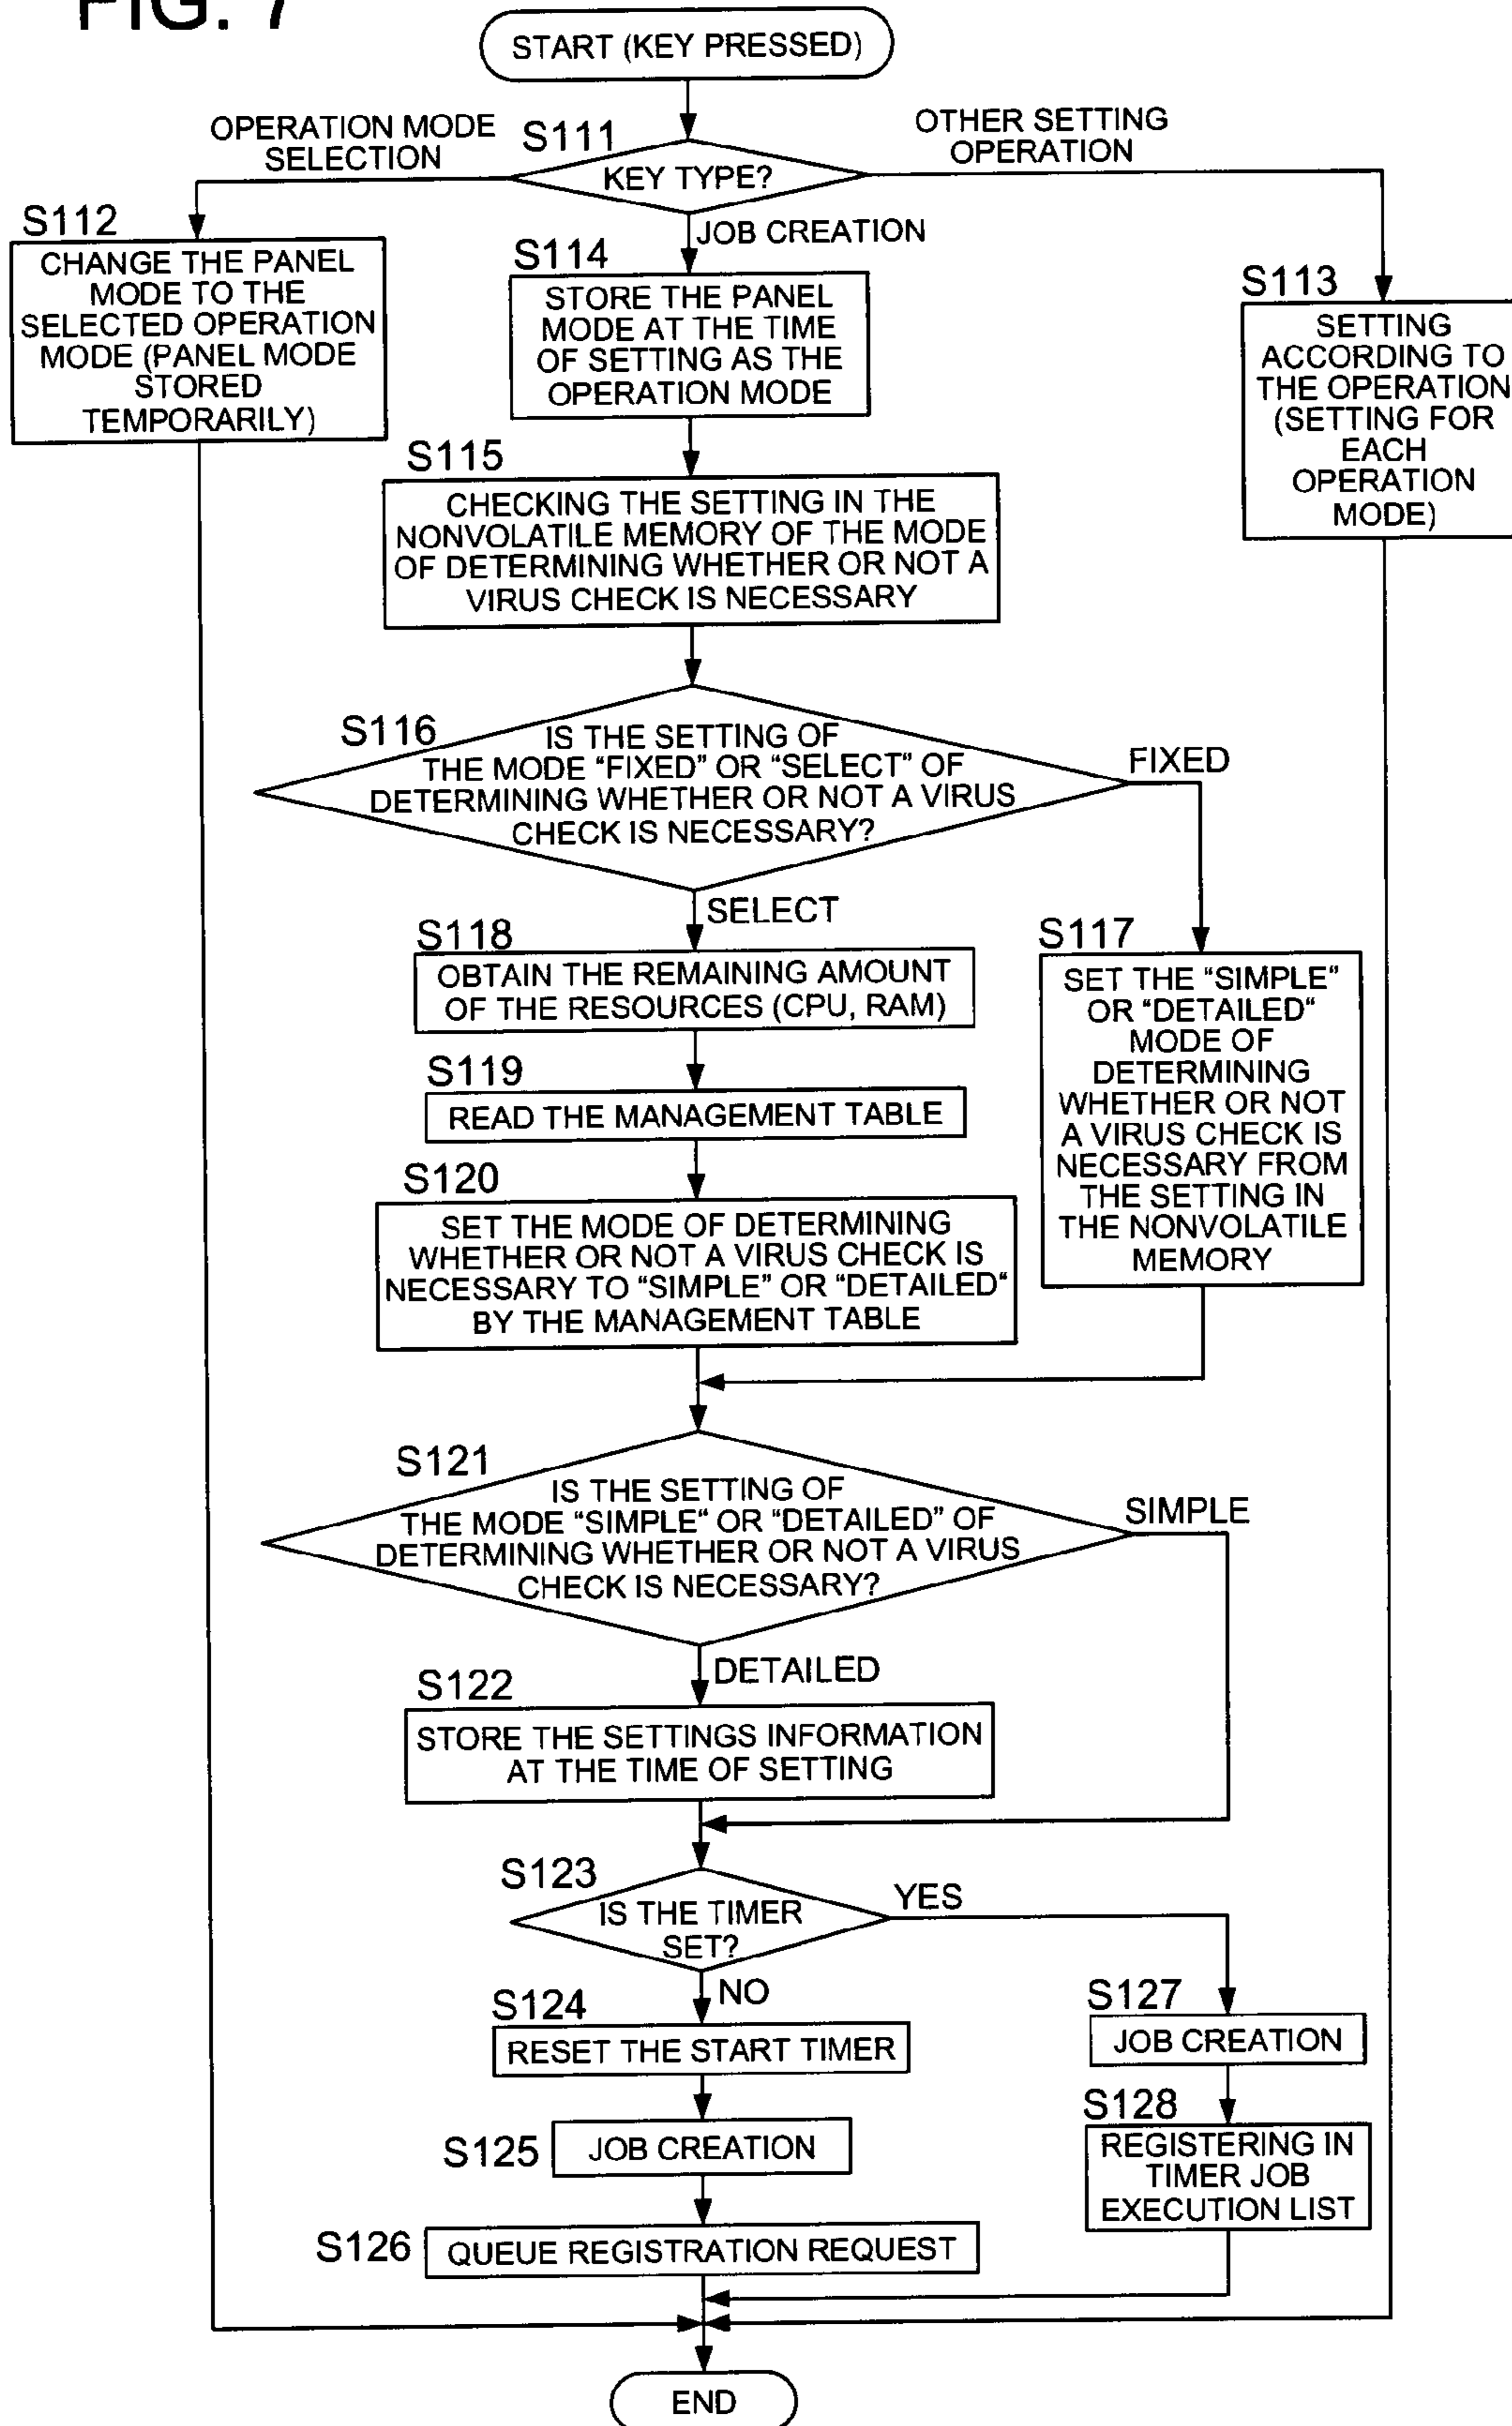 FIG. 7
START (KEY PRESSED)
OPERATION MODE
SELECTION
S111
KEY TYPE?
OTHER SETTING
OPERATION
S112
CHANGE THE PANEL
MODE TO THE
SELECTED OPERATION
MODE (PANEL MODE
STORED
TEMPORARILY)
JOB CREATION
S114
STORE THE PANEL
MODE AT THE TIME
OF SETTING AS THE
OPERATION MODE
S113
SETTING
ACCORDING TO
THE OPERATION
(SETTING FOR
EACH
OPERATION
MODE)
S115
CHECKING THE SETTING IN THE
NONVOLATILE MEMORY OF THE MODE
OF DETERMINING WHETHER OR NOT A
VIRUS CHECK IS NECESSARY
S116
IS THE SETTING OF
THE MODE “FIXED” OR “SELECT” OF
DETERMINING WHETHER OR NOT A VIRUS
CHECK IS NECESSARY?
FIXED
SELECT
S118
OBTAIN THE REMAINING AMOUNT
OF THE RESOURCES (CPU, RAM)
S117
SET THE “SIMPLE”
OR “DETAILED“
MODE OF
DETERMINING
WHETHER OR NOT
A VIRUS CHECK IS
NECESSARY FROM
THE SETTING IN
THE NONVOLATILE
MEMORY
S119
READ THE MANAGEMENT TABLE
S120
SET THE MODE OF DETERMINING
WHETHER OR NOT A VIRUS CHECK IS
NECESSARY TO “SIMPLE” OR “DETAILED“
BY THE MANAGEMENT TABLE
S121
IS THE SETTING OF
THE MODE “SIMPLE“ OR “DETAILED” OF
DETERMINING WHETHER OR NOT A VIRUS
CHECK IS NECESSARY?
SIMPLE
DETAILED
S122
STORE THE SETTINGS INFORMATION
AT THE TIME OF SETTING
S123
IS THE TIMER
SET?
YES
NO
S124
RESET THE START TIMER
S127
JOB CREATION
S125
JOB CREATION
S128
REGISTERING IN
TIMER JOB
EXECUTION LIST
S126
QUEUE REGISTRATION REQUEST
END